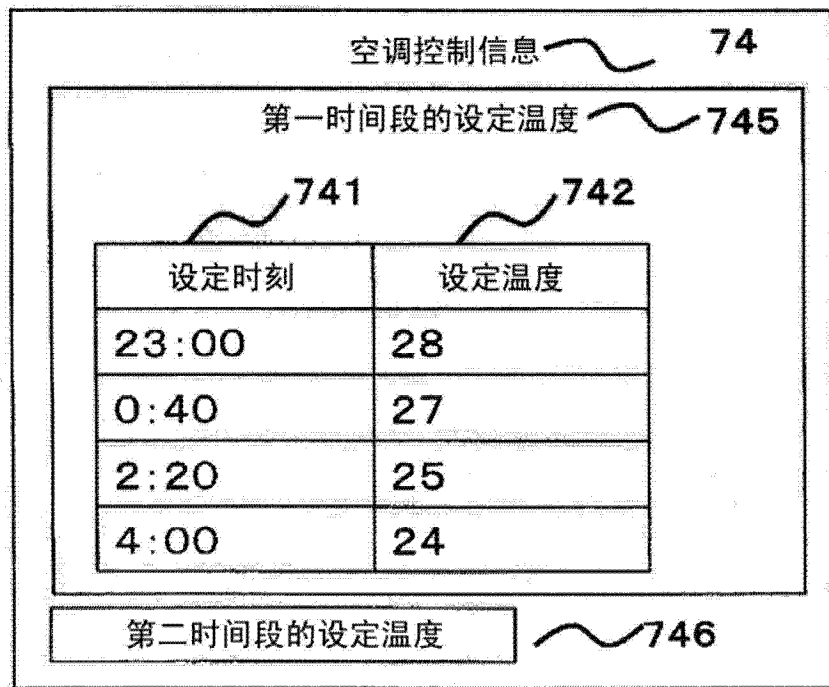 空调控制信息 74
第一时间段的设定温度 745
741 742
设定时刻 设定温度
23:00 28
0:40 27
2:20 25
4:00 24
第二时间段的设定温度 746